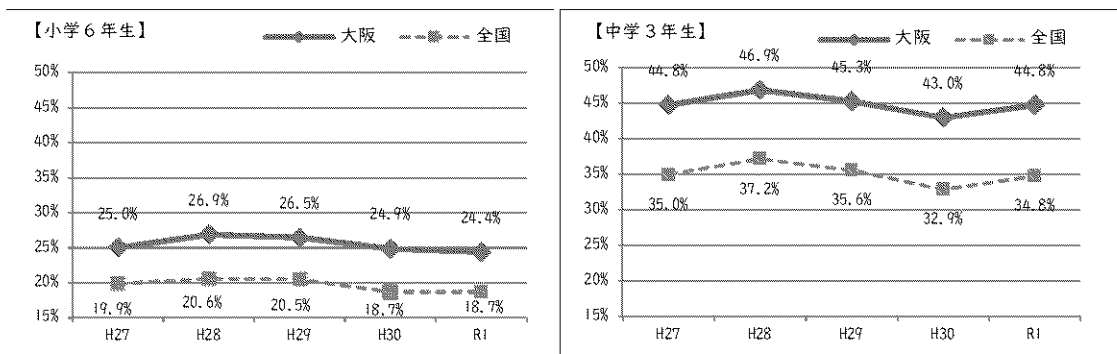 【小学6年生】
大阪 全国
50%
45%
40%
35%
30%
25%
20%
15%
25.0% 26.9% 26.5% 24.9% 24.4%
19.9% 20.6% 20.5% 18.7% 18.7%
H27 H28 H29 H30 R1
【中学3年生】
大阪 全国
50%
45%
40%
35%
30%
25%
20%
15%
44.8% 46.9% 45.3% 43.0% 44.8%
35.0% 37.2% 35.6% 32.9% 34.8%
H27 H28 H29 H30 R1